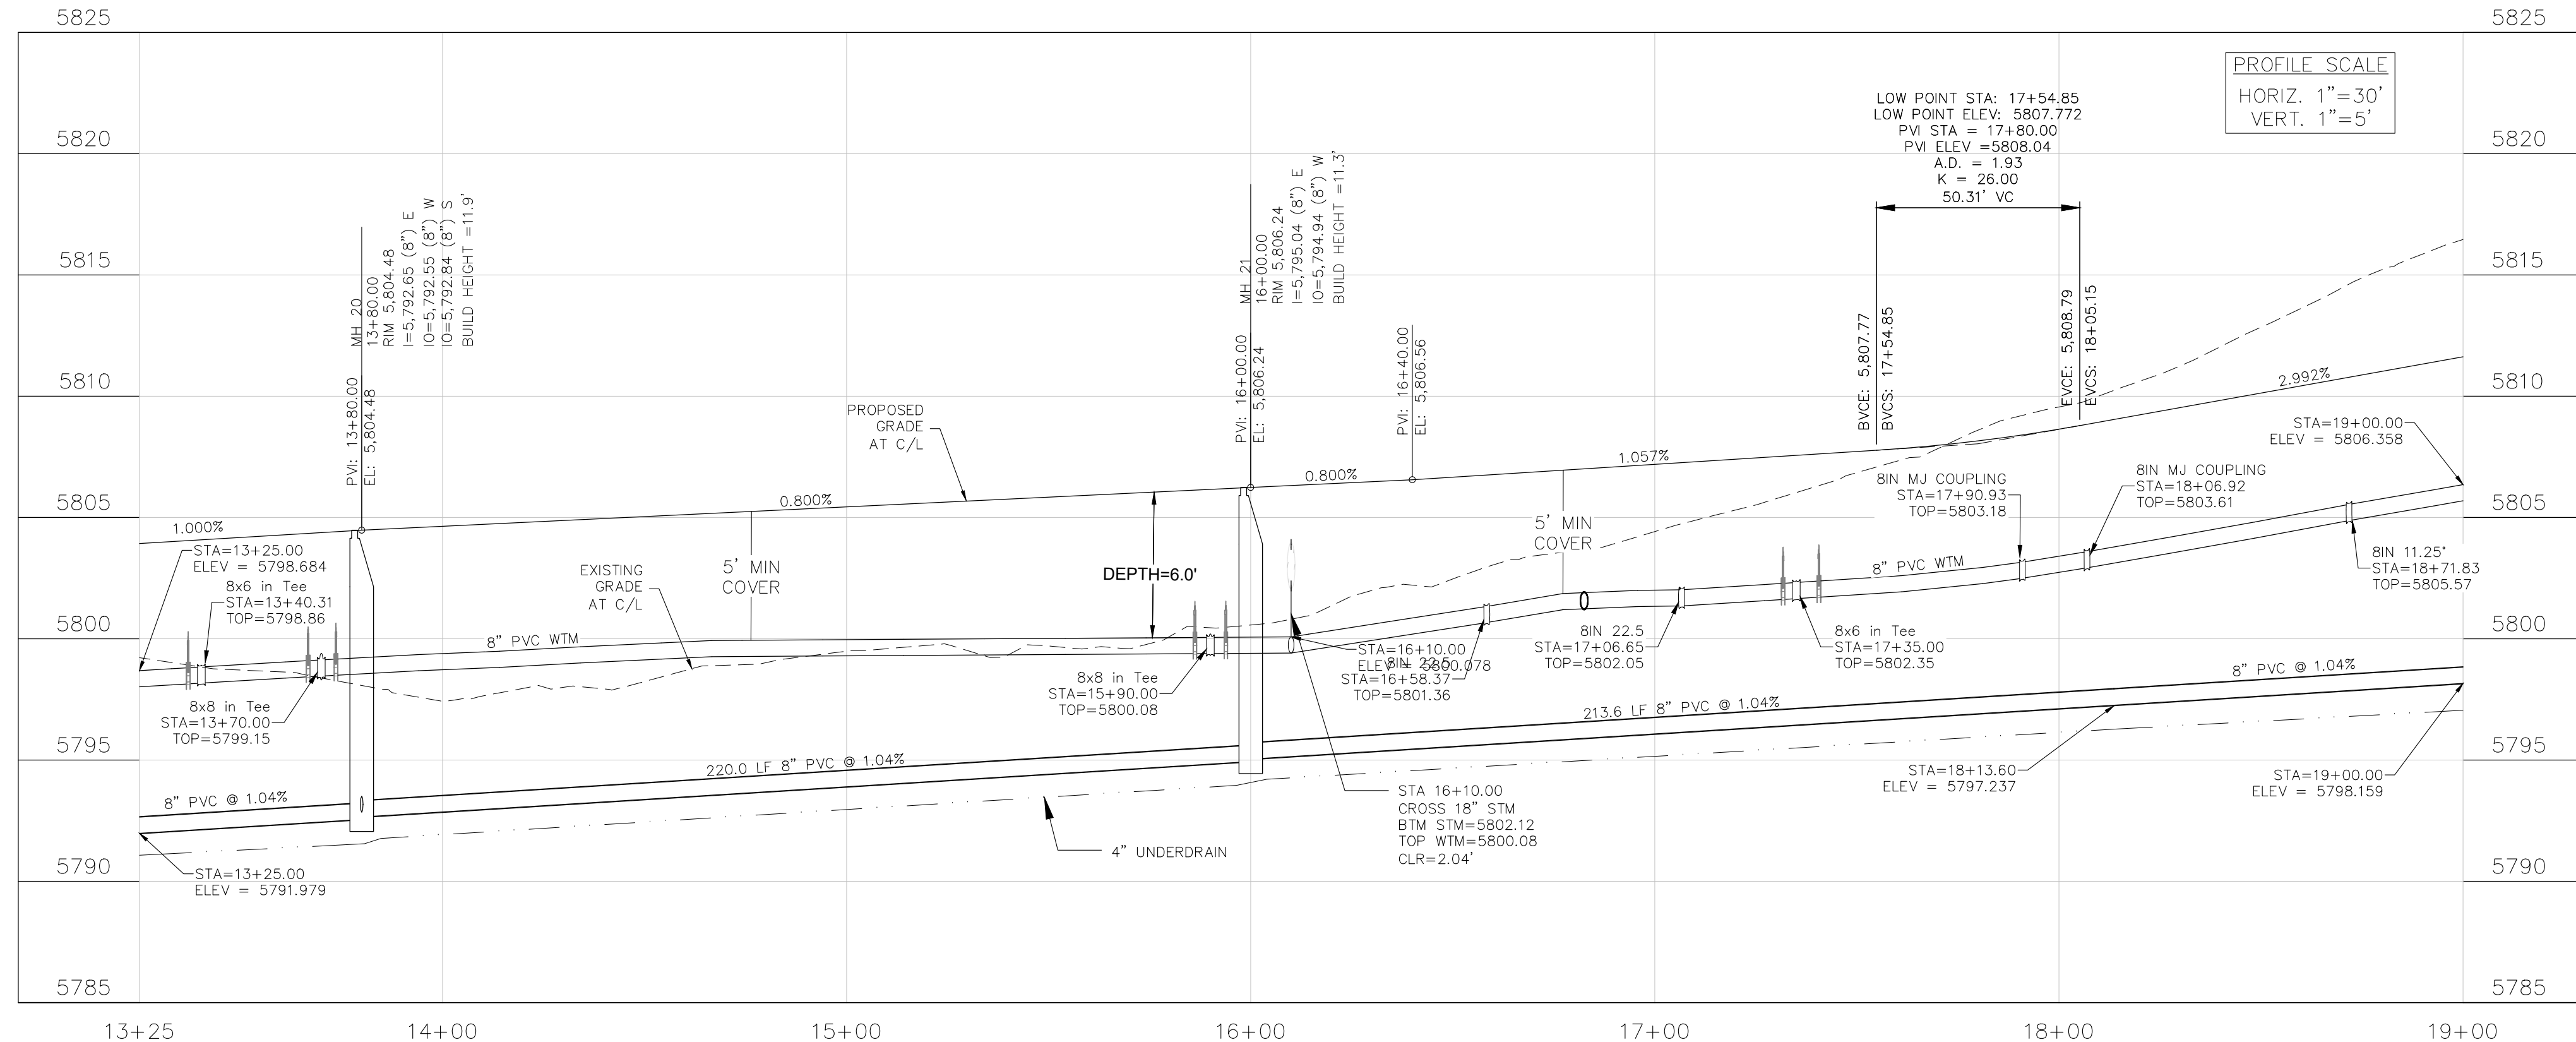 5825
5825
PROFILE SCALE
HORIZ. 1"=30'
VERT. 1"=5'
LOW POINT STA: 17+54.85
LOW POINT ELEV: 5807.772
PVI STA = 17+80.00
PVI ELEV =5808.04
A.D. = 1.93
K = 26.00
50.31' VC
5820
5820
MH 20
13+80.00
RIM 5,804.48
I=5,792.65 (8") E
IO=5,792.55 (8") W
IO=5,792.84 (8") S
BUILD HEIGHT =11.9'
MH 21
16+00.00
RIM 5,806.24
I=5,795.04 (8") E
IO=5,794.94 (8") W
BUILD HEIGHT =11.3'
5815
5815
PVI: 13+80.00
EL: 5,804.48
PVI: 16+00.00
EL: 5,806.24
PVI: 16+40.00
EL: 5,806.56
BVCE: 5,807.77
BVCS: 17+54.85
EVCE: 5,808.79
EVCS: 18+05.15
5810
5810
PROPOSED
GRADE
AT C/L
2.992%
STA=19+00.00
ELEV = 5806.358
1.057%
0.800%
0.800%
1.000%
8IN MJ COUPLING
STA=17+90.93
TOP=5803.18
8IN MJ COUPLING
STA=18+06.92
TOP=5803.61
5805
5805
STA=13+25.00
ELEV = 5798.684
8x6 in Tee
STA=13+40.31
TOP=5798.86
EXISTING
GRADE
AT C/L
5' MIN
COVER
DEPTH=6.0'
5' MIN
COVER
8" PVC WTM
8IN 11.25°
STA=18+71.83
TOP=5805.57
5800
5800
8" PVC WTM
8IN 22.5
STA=17+06.65
TOP=5802.05
8x6 in Tee
STA=17+35.00
TOP=5802.35
STA=16+10.00
ELEV = 5800.078
8IN 22.5
STA=16+58.37
TOP=5801.36
8x8 in Tee
STA=15+90.00
TOP=5800.08
8x8 in Tee
STA=13+70.00
TOP=5799.15
8" PVC @ 1.04%
213.6 LF 8" PVC @ 1.04%
220.0 LF 8" PVC @ 1.04%
8" PVC @ 1.04%
5795
5795
STA=18+13.60
ELEV = 5797.237
STA=19+00.00
ELEV = 5798.159
STA 16+10.00
CROSS 18" STM
BTM STM=5802.12
TOP WTM=5800.08
CLR=2.04'
4" UNDERDRAIN
5790
5790
STA=13+25.00
ELEV = 5791.979
5785
5785
13+25
14+00
15+00
16+00
17+00
18+00
19+00